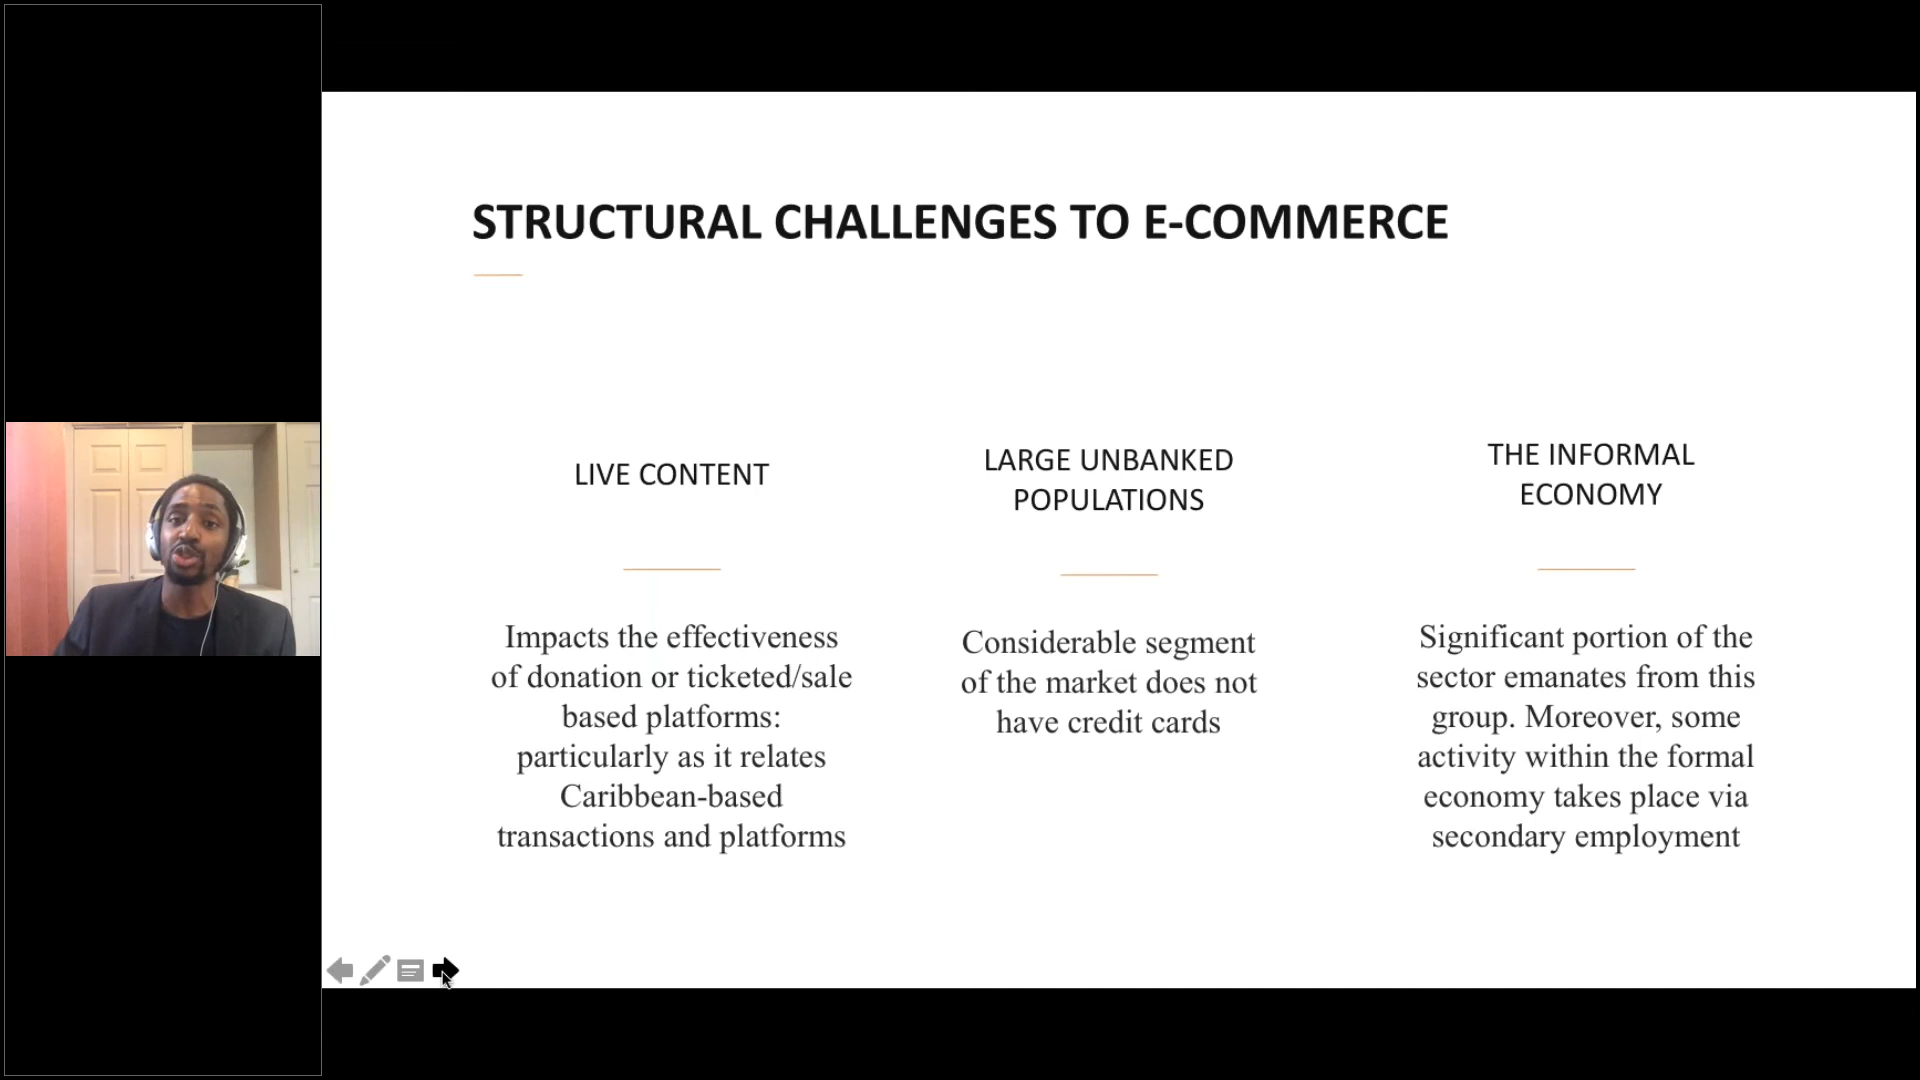 STRUCTURAL CHALLENGES TO E-COMMERCE
LIVE CONTENT
Impacts the effectiveness
of donation or ticketed/sale
based platforms:
particularly as it relates
Caribbean-based
transactions and platforms
LARGE UNBANKED
POPULATIONS
Considerable segment
of the market does not
have credit cards
THE INFORMAL
ECONOMY
Significant portion of the
sector emanates from this
group. Moreover, some
activity within the formal
economy takes place via
secondary employment